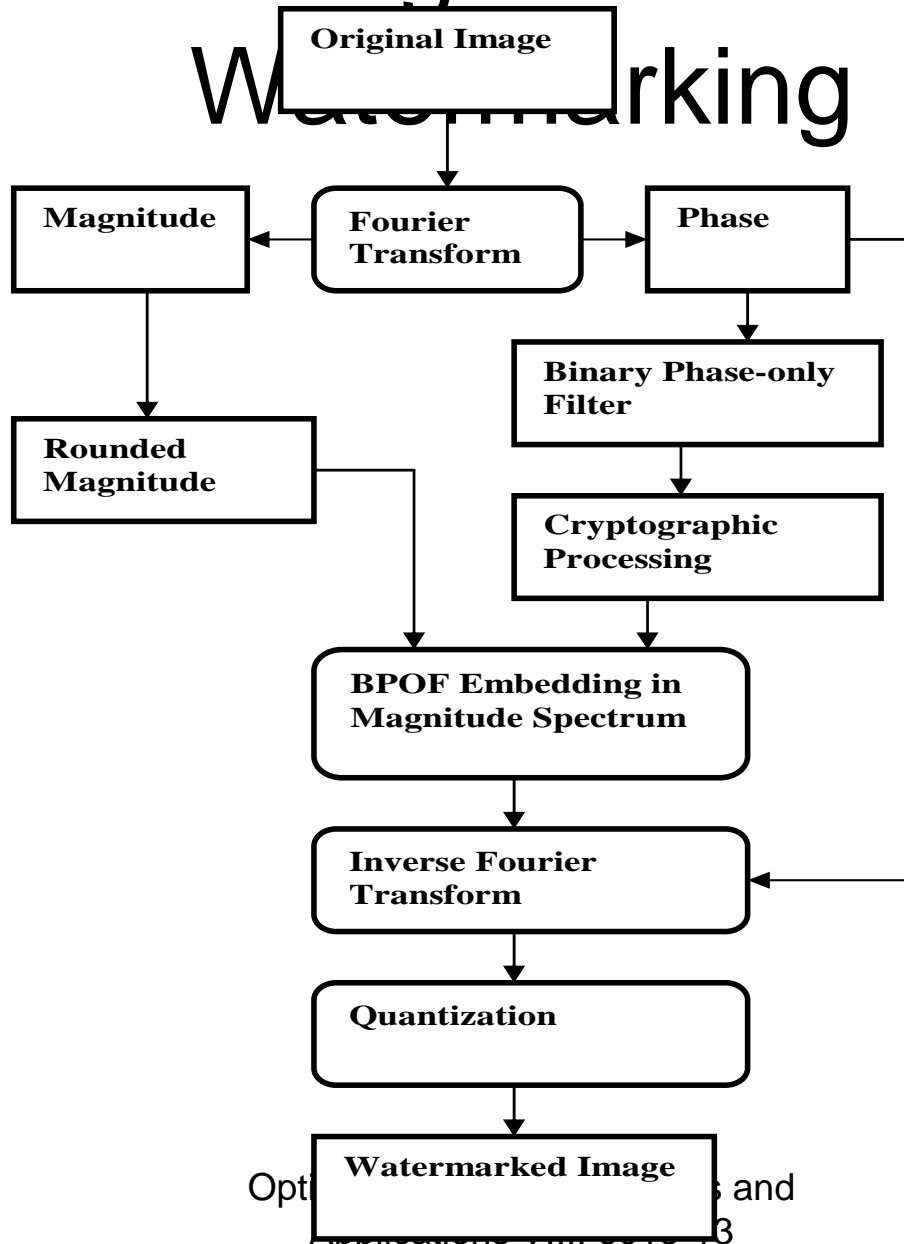 Original Image
Magnitude
Fourier
Transform
Phase
Binary Phase-only
Filter
Rounded
Magnitude
Cryptographic
Processing
BPOF Embedding in
Magnitude Spectrum
Inverse Fourier
Transform
Quantization
Watermarked Image
and